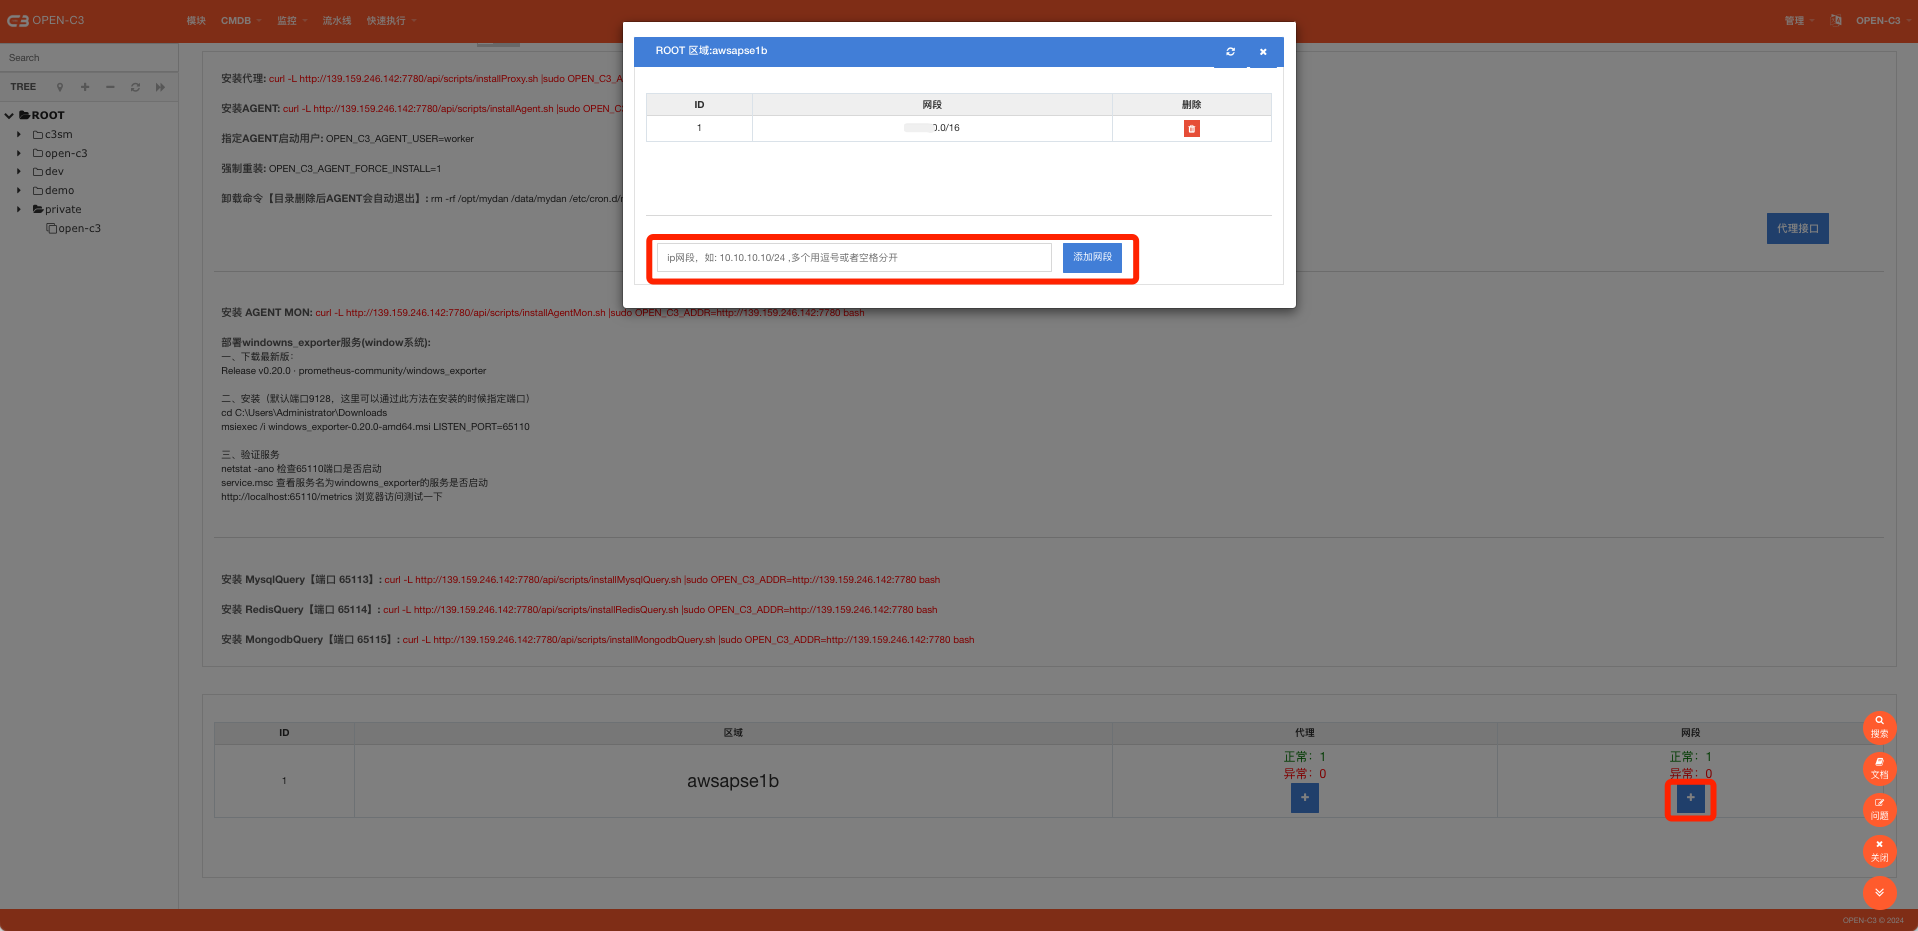 OPEN-C3
模块 CMDB 监控 流水线 快速执行
管理 OPEN-C3
Search
TREE
ROOT
c3sm
open-c3
dev
demo
private
open-c3
ROOT 区域:awsapse1b
ID 网段 删除
1 0.0/16
ip网段，如: 10.10.10.10/24 ,多个用逗号或者空格分开
添加网段
安装代理: curl -L http://139.159.246.142:7780/api/scripts/installProxy.sh |sudo OPEN_C3_A
安装AGENT: curl -L http://139.159.246.142:7780/api/scripts/installAgent.sh |sudo OPEN_C3
指定AGENT启动用户: OPEN_C3_AGENT_USER=worker
强制重装: OPEN_C3_AGENT_FORCE_INSTALL=1
卸载命令【目录删除后AGENT会自动退出】: rm -rf /opt/mydan /data/mydan /etc/cron.d/
代理接口
安装 AGENT MON: curl -L http://139.159.246.142:7780/api/scripts/installAgentMon.sh |sudo OPEN_C3_ADDR=http://139.159.246.142:7780 bash
部署windowns_exporter服务(window系统):
一、下载最新版：
Release v0.20.0 · prometheus-community/windows_exporter
二、安装（默认端口9128，这里可以通过此方法在安装的时候指定端口）
cd C:\Users\Administrator\Downloads
msiexec /i windows_exporter-0.20.0-amd64.msi LISTEN_PORT=65110
三、验证服务
netstat -ano 检查65110端口是否启动
service.msc 查看服务名为windowns_exporter的服务是否启动
http://localhost:65110/metrics 浏览器访问测试一下
安装 MysqlQuery【端口 65113】: curl -L http://139.159.246.142:7780/api/scripts/installMysqlQuery.sh |sudo OPEN_C3_ADDR=http://139.159.246.142:7780 bash
安装 RedisQuery【端口 65114】: curl -L http://139.159.246.142:7780/api/scripts/installRedisQuery.sh |sudo OPEN_C3_ADDR=http://139.159.246.142:7780 bash
安装 MongodbQuery【端口 65115】: curl -L http://139.159.246.142:7780/api/scripts/installMongodbQuery.sh |sudo OPEN_C3_ADDR=http://139.159.246.142:7780 bash
ID 区域 代理 网段
正常：1 正常：1
1 awsapse1b 异常：0 异常：0
搜索
文档
问题
关闭
OPEN-C3 © 2024